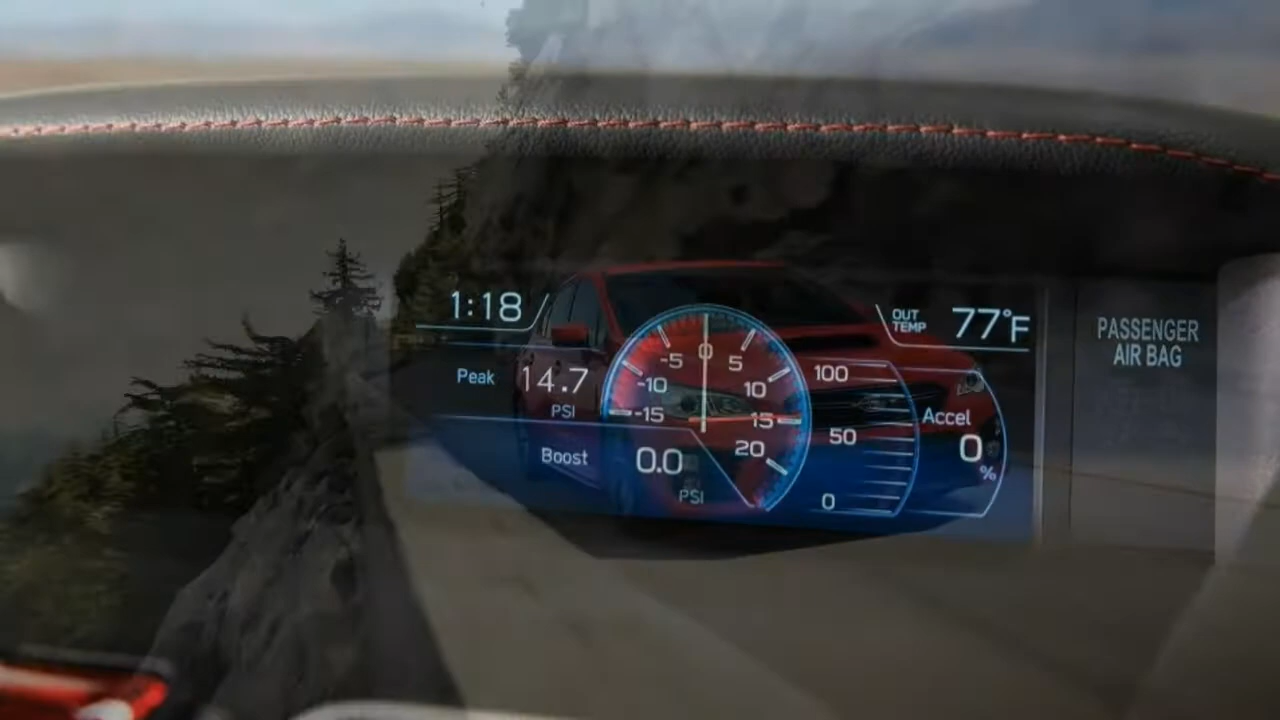 1:18
OUT TEMP 77°F
Peak 14.7 PSI
Boost 0.0 PSI
-15 -10 -5 0 5 10 15 20
100
50
0
Accel
0 %
PASSENGER
AIR BAG